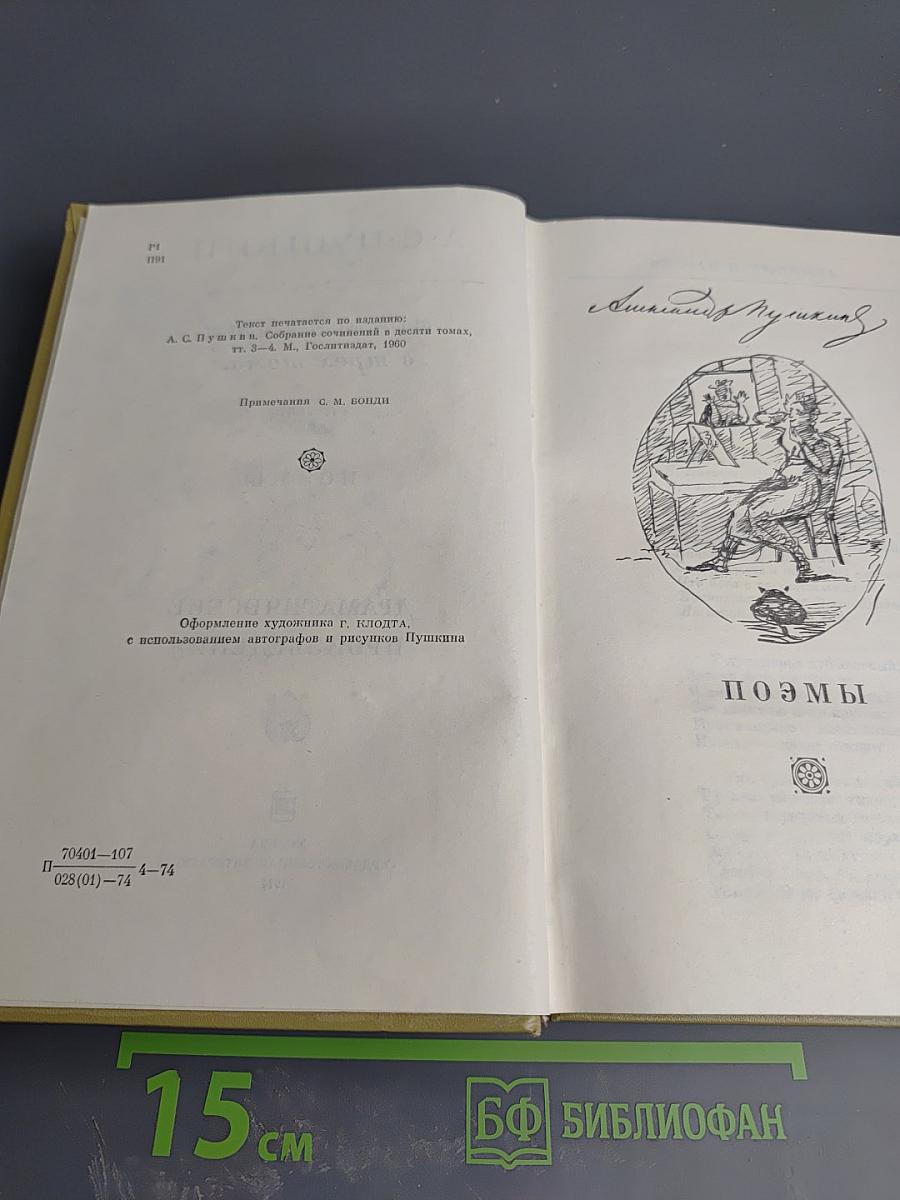 Р1
П91
Текст печатается по изданию:
А. С. Пушкин. Собрание сочинений в десяти томах,
тт. 3—4. М., Гослитиздат, 1960
Примечания С. М. БОНДИ
Оформление художника Г. КЛОДТА,
с использованием автографов и рисунков Пушкина
П 70401—107
028(01)—74 4—74
Александр Пушкин
ПОЭМЫ
15 см
БФ БИБЛИОФАН